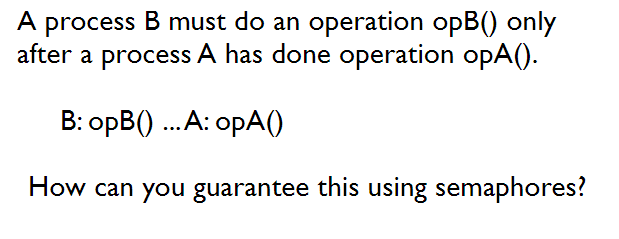 A process B must do an operation opB() only
after a process A has done operation opA().
B: opB() ... A: opA()
How can you guarantee this using semaphores?